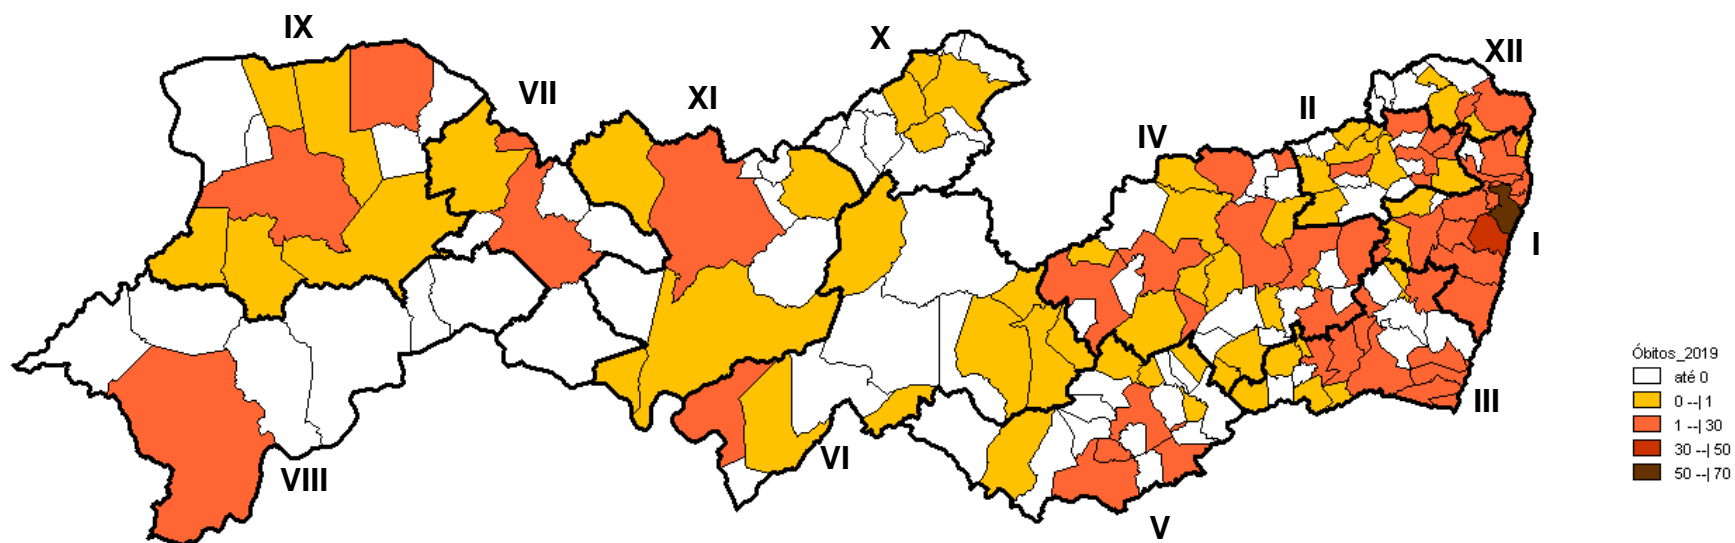 IX
X
XII
VII
XI
II
IV
I
Óbitos_2019
até 0
0 --| 1
1 --| 30
30 --| 50
50 --| 70
III
VI
VIII
V